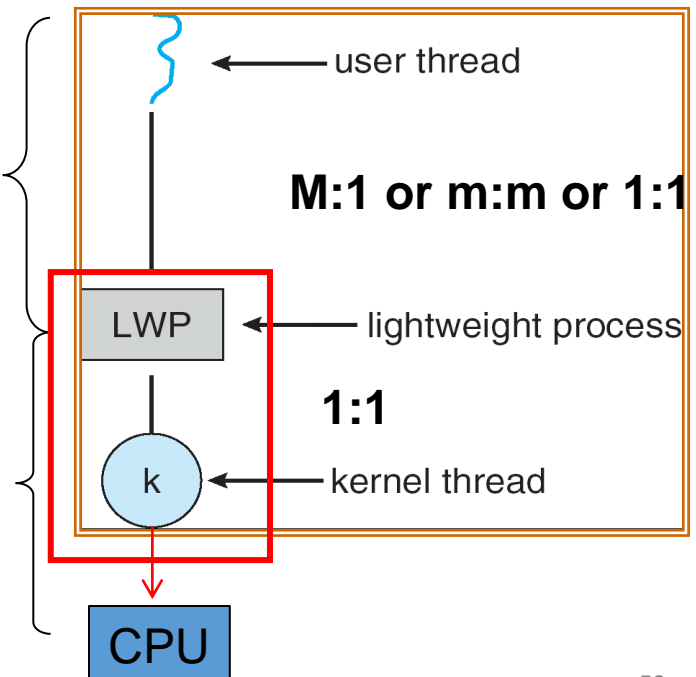 user thread
M:1 or m:m or 1:1
LWP
lightweight process
1:1
k
kernel thread
CPU